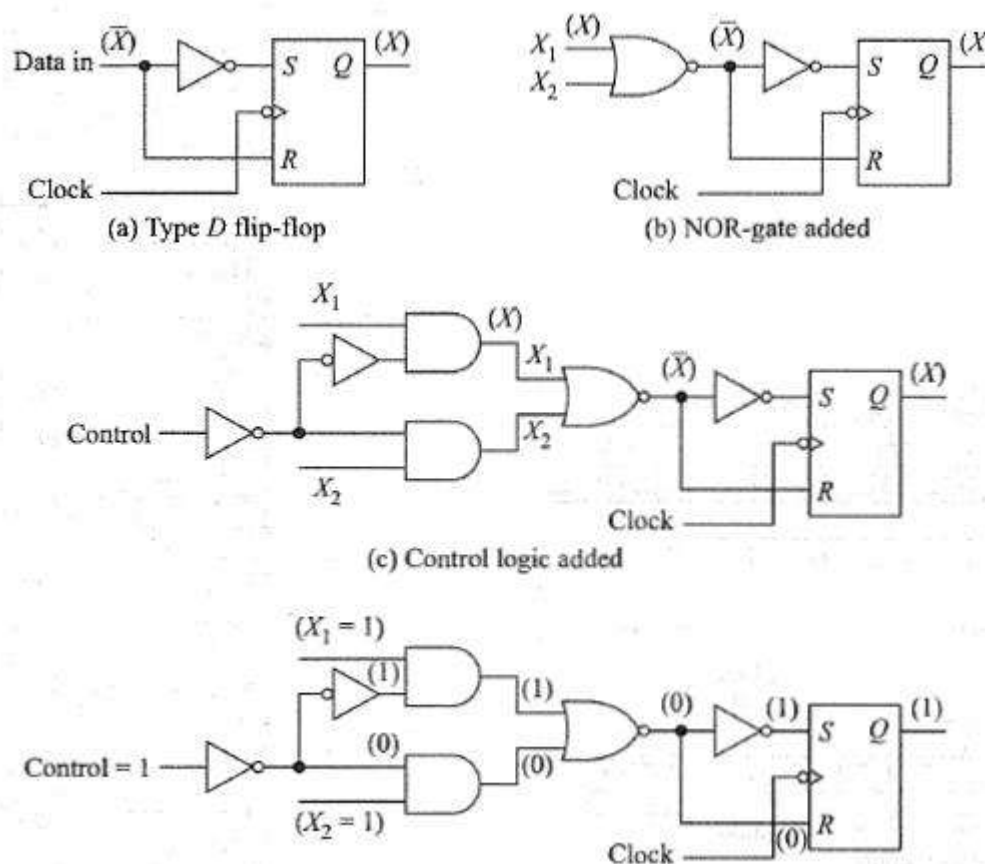 (X̅)
(X)
Data in
S Q
R
Clock
(a) Type D flip-flop
(X)
X₁
X₂
(X̅)
(X
S Q
R
Clock
(b) NOR-gate added
X₁
(X)
X₁
(X̅)
(X)
S Q
Control
X₂
X₂
R
Clock
(c) Control logic added
(X₁ = 1)
(1)
(1)
(0)
(1)
(1)
S Q
Control = 1
(0)
(0)
(X₂ = 1)
(0)
R
Clock